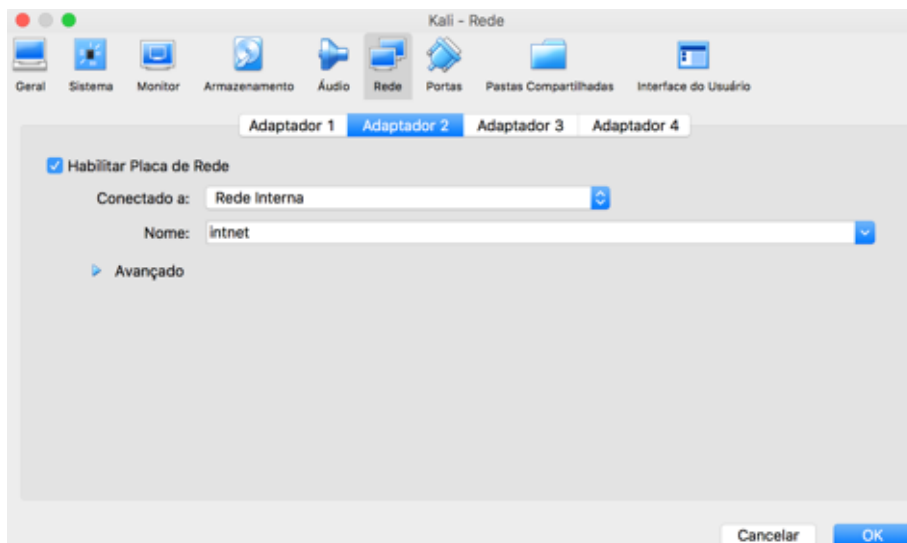 Kali - Rede
Geral Sistema Monitor Armazenamento Áudio Rede Portas Pastas Compartilhadas Interface do Usuário
Adaptador 1 Adaptador 2 Adaptador 3 Adaptador 4
Habilitar Placa de Rede
Conectado a: Rede Interna
Nome: intnet
Avançado
Cancelar OK